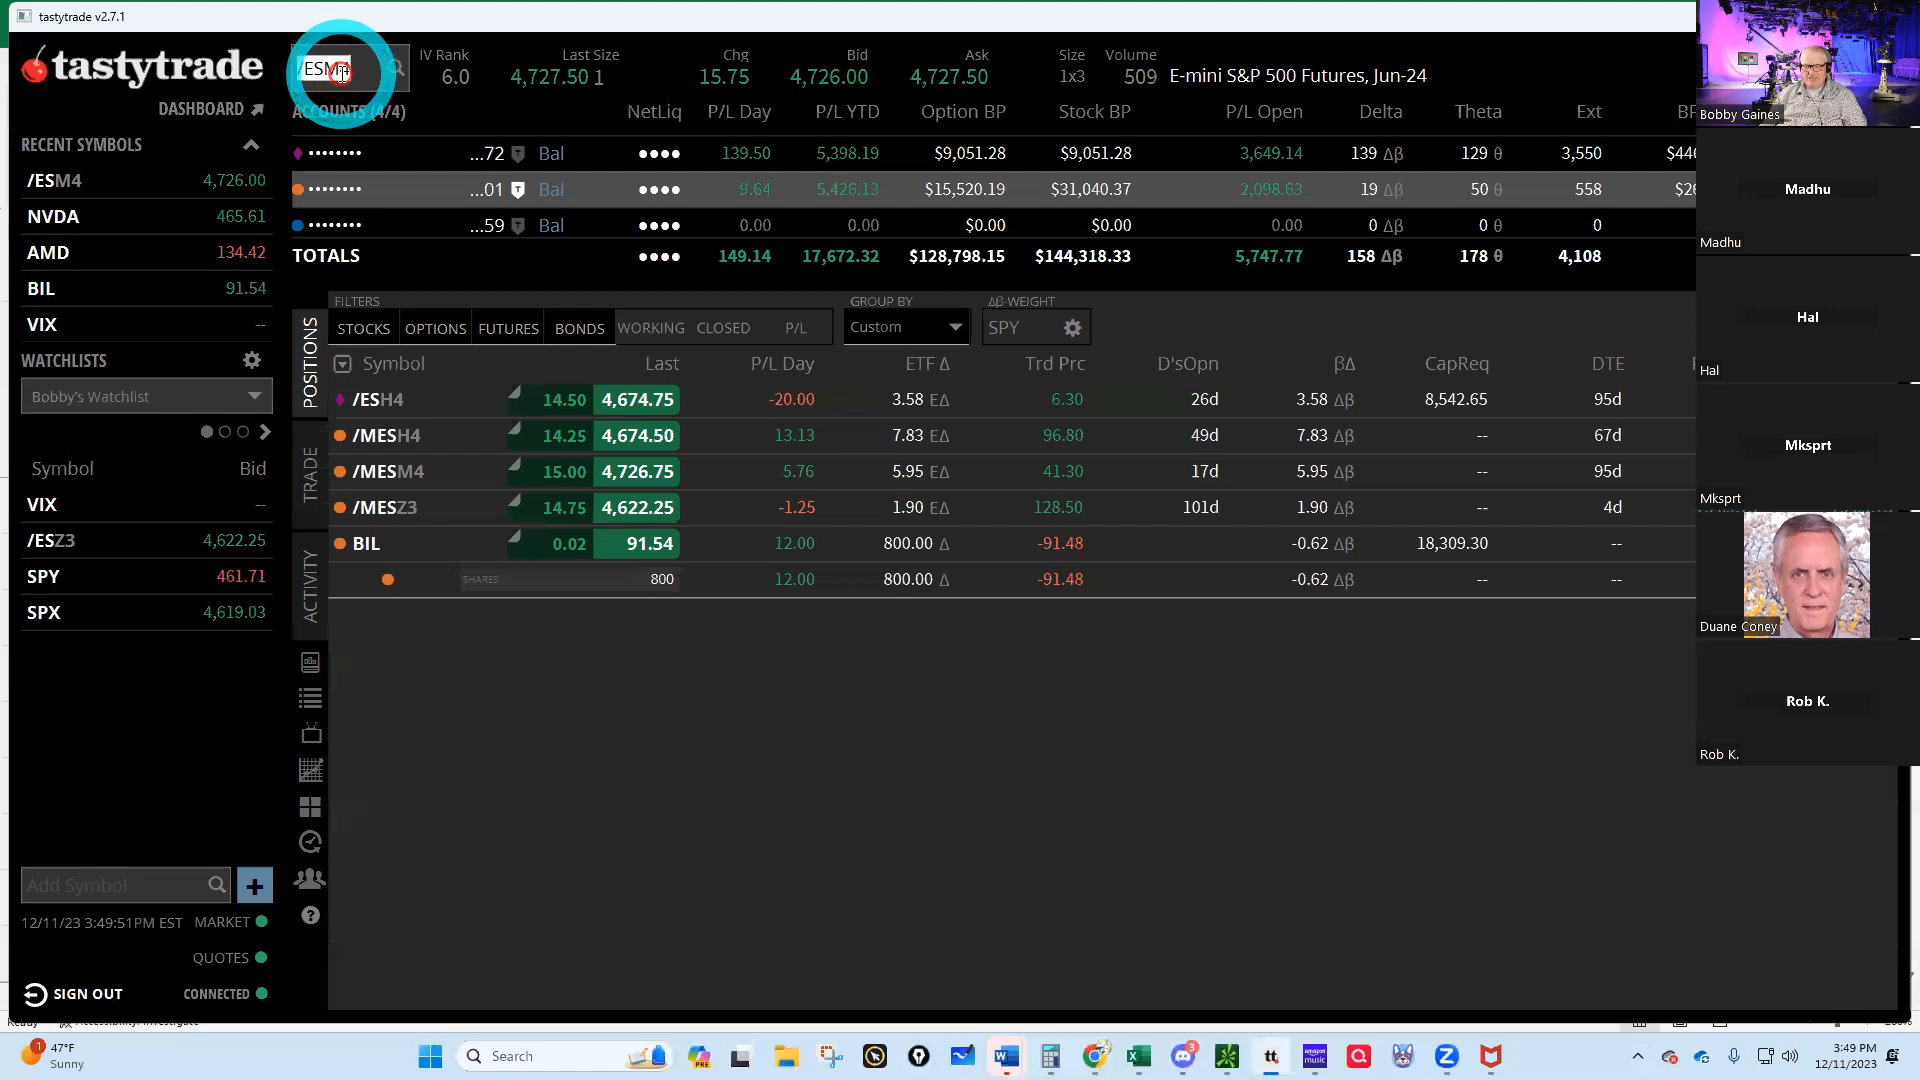 tastytrade v2.7.1
tastytrade
DASHBOARD
RECENT SYMBOLS
/ESM4 4,726.00
NVDA 465.61
AMD 134.42
BIL 91.54
VIX --
WATCHLISTS
Bobby's Watchlist
Symbol Bid
VIX --
/ESZ3 4,622.25
SPY 461.71
SPX 4,619.03
Add Symbol
12/11/23 3:49:51PM EST MARKET
QUOTES
SIGN OUT CONNECTED
/ESM4
IV Rank Last Size Chg Bid Ask Size Volume
6.0 4,727.50 1 15.75 4,726.00 4,727.50 1x3 509 E-mini S&P 500 Futures, Jun-24
ACCOUNTS (4/4) NetLiq P/L Day P/L YTD Option BP Stock BP P/L Open Delta Theta Ext
...72 Bal 139.50 5,398.19 $9,051.28 $9,051.28 3,649.14 139 Δβ 129 θ 3,550
...01 Bal 9.64 5,426.13 $15,520.19 $31,040.37 2,098.63 19 Δβ 50 θ 558
...59 Bal 0.00 0.00 $0.00 $0.00 0.00 0 Δβ 0 θ 0
TOTALS 149.14 17,672.32 $128,798.15 $144,318.33 5,747.77 158 Δβ 178 θ 4,108
FILTERS GROUP BY Δβ-WEIGHT
STOCKS OPTIONS FUTURES BONDS WORKING CLOSED P/L Custom SPY
POSITIONS
TRADE
ACTIVITY
Symbol Last P/L Day ETF Δ Trd Prc D'sOpn βΔ CapReq DTE
/ESH4 14.50 4,674.75 -20.00 3.58 EΔ 6.30 26d 3.58 Δβ 8,542.65 95d
/MESH4 14.25 4,674.50 13.13 7.83 EΔ 96.80 49d 7.83 Δβ -- 67d
/MESM4 15.00 4,726.75 5.76 5.95 EΔ 41.30 17d 5.95 Δβ -- 95d
/MESZ3 14.75 4,622.25 -1.25 1.90 EΔ 128.50 101d 1.90 Δβ -- 4d
BIL 0.02 91.54 12.00 800.00 Δ -91.48 -0.62 Δβ 18,309.30 --
SHARES 800 12.00 800.00 Δ -91.48 -0.62 Δβ -- --
Bobby Gaines
Madhu
Madhu
Hal
Hal
Mksprt
Mksprt
Duane Coney
Rob K.
Rob K.
47°F
Sunny
Search
3:49 PM
12/11/2023